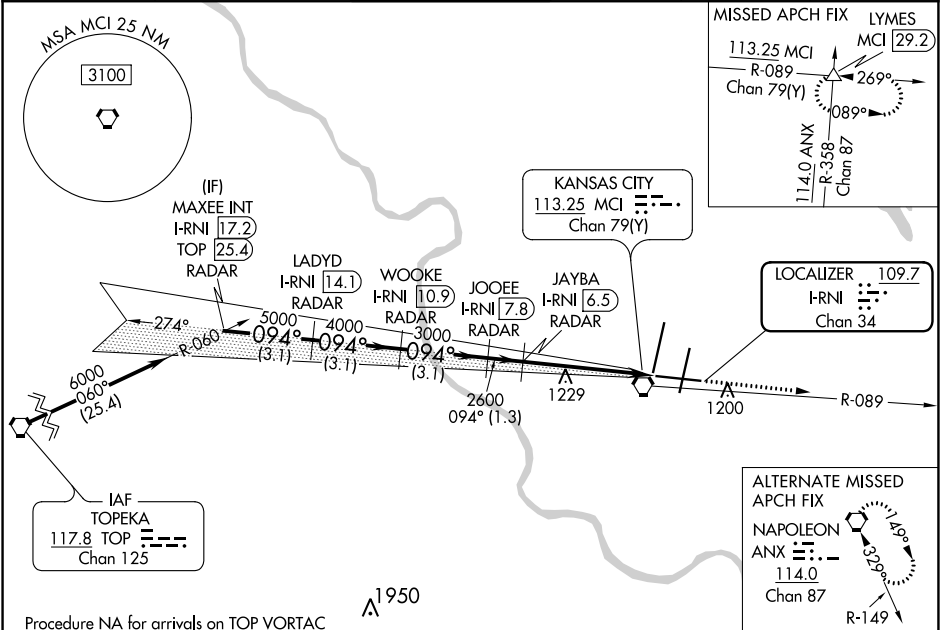 MSA MCI 25 NM
3100
MISSED APCH FIX
LYMES
MCI 29.2
113.25 MCI
R-089
Chan 79(Y)
269°
089°
114.0 ANX
R-358
Chan 87
KANSAS CITY
113.25 MCI
Chan 79(Y)
(IF)
MAXEE INT
I-RNI 17.2
TOP 25.4
RADAR
LADYD
I-RNI 14.1
RADAR
WOOKE
I-RNI 10.9
RADAR
JOOEE
I-RNI 7.8
RADAR
JAYBA
I-RNI 6.5
RADAR
LOCALIZER 109.7
I-RNI
Chan 34
274°
R-060
5000
094°
(3.1)
4000
094°
(3.1)
3000
094°
(3.1)
2600
094° (1.3)
1229
1200
R-089
6000
060°
(25.4)
IAF
TOPEKA
117.8 TOP
Chan 125
ALTERNATE MISSED
APCH FIX
NAPOLEON
ANX
114.0
Chan 87
149°
329°
R-149
1950
Procedure NA for arrivals on TOP VORTAC